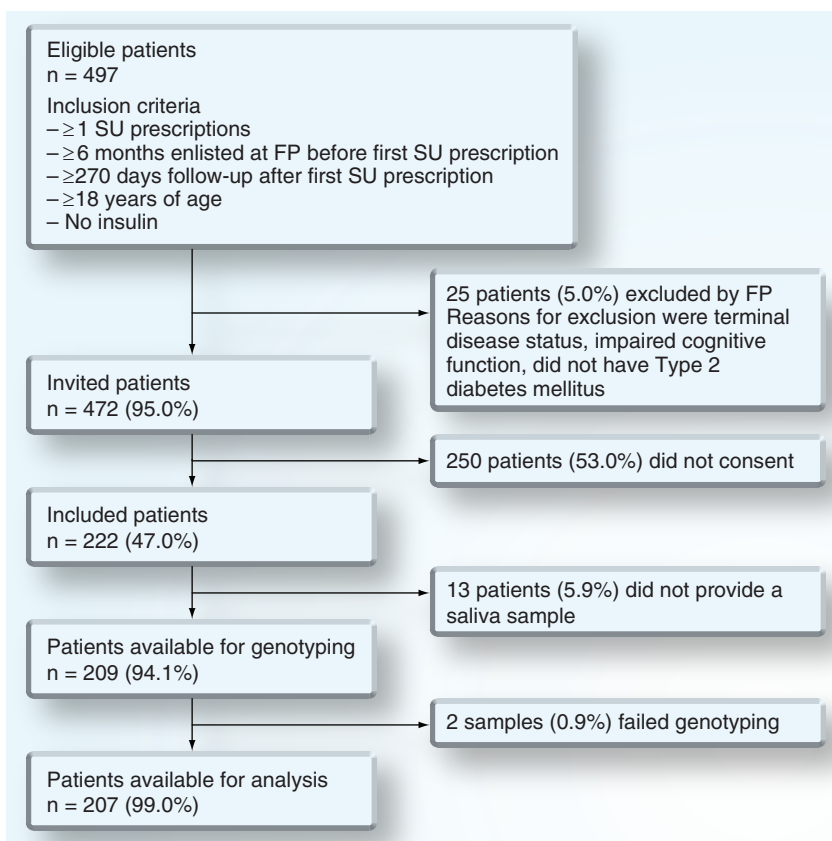 Eligible patients
n = 497
Inclusion criteria
– ≥1 SU prescriptions
– ≥6 months enlisted at FP before first SU prescription
– ≥270 days follow-up after first SU prescription
– ≥18 years of age
– No insulin
25 patients (5.0%) excluded by FP
Reasons for exclusion were terminal
disease status, impaired cognitive
function, did not have Type 2
diabetes mellitus
Invited patients
n = 472 (95.0%)
250 patients (53.0%) did not consent
Included patients
n = 222 (47.0%)
13 patients (5.9%) did not provide a
saliva sample
Patients available for genotyping
n = 209 (94.1%)
2 samples (0.9%) failed genotyping
Patients available for analysis
n = 207 (99.0%)